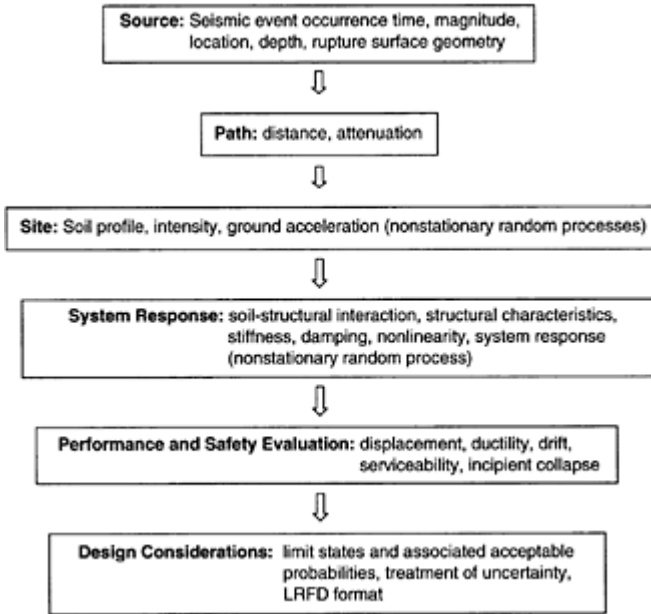 Source: Seismic event occurrence time, magnitude,
location, depth, rupture surface geometry
Path: distance, attenuation
Site: Soil profile, intensity, ground acceleration (nonstationary random processes)
System Response: soil-structural interaction, structural characteristics,
stiffness, damping, nonlinearity, system response
(nonstationary random process)
Performance and Safety Evaluation: displacement, ductility, drift,
serviceability, incipient collapse
Design Considerations: limit states and associated acceptable
probabilities, treatment of uncertainty,
LRFD format